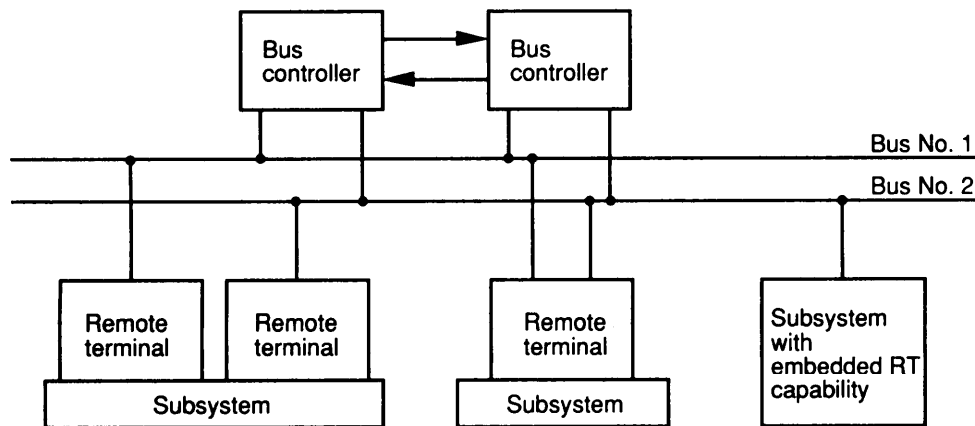 Bus
controller
Bus
controller
Bus No. 1
Bus No. 2
Remote
terminal
Remote
terminal
Remote
terminal
Subsystem
with
embedded RT
capability
Subsystem
Subsystem